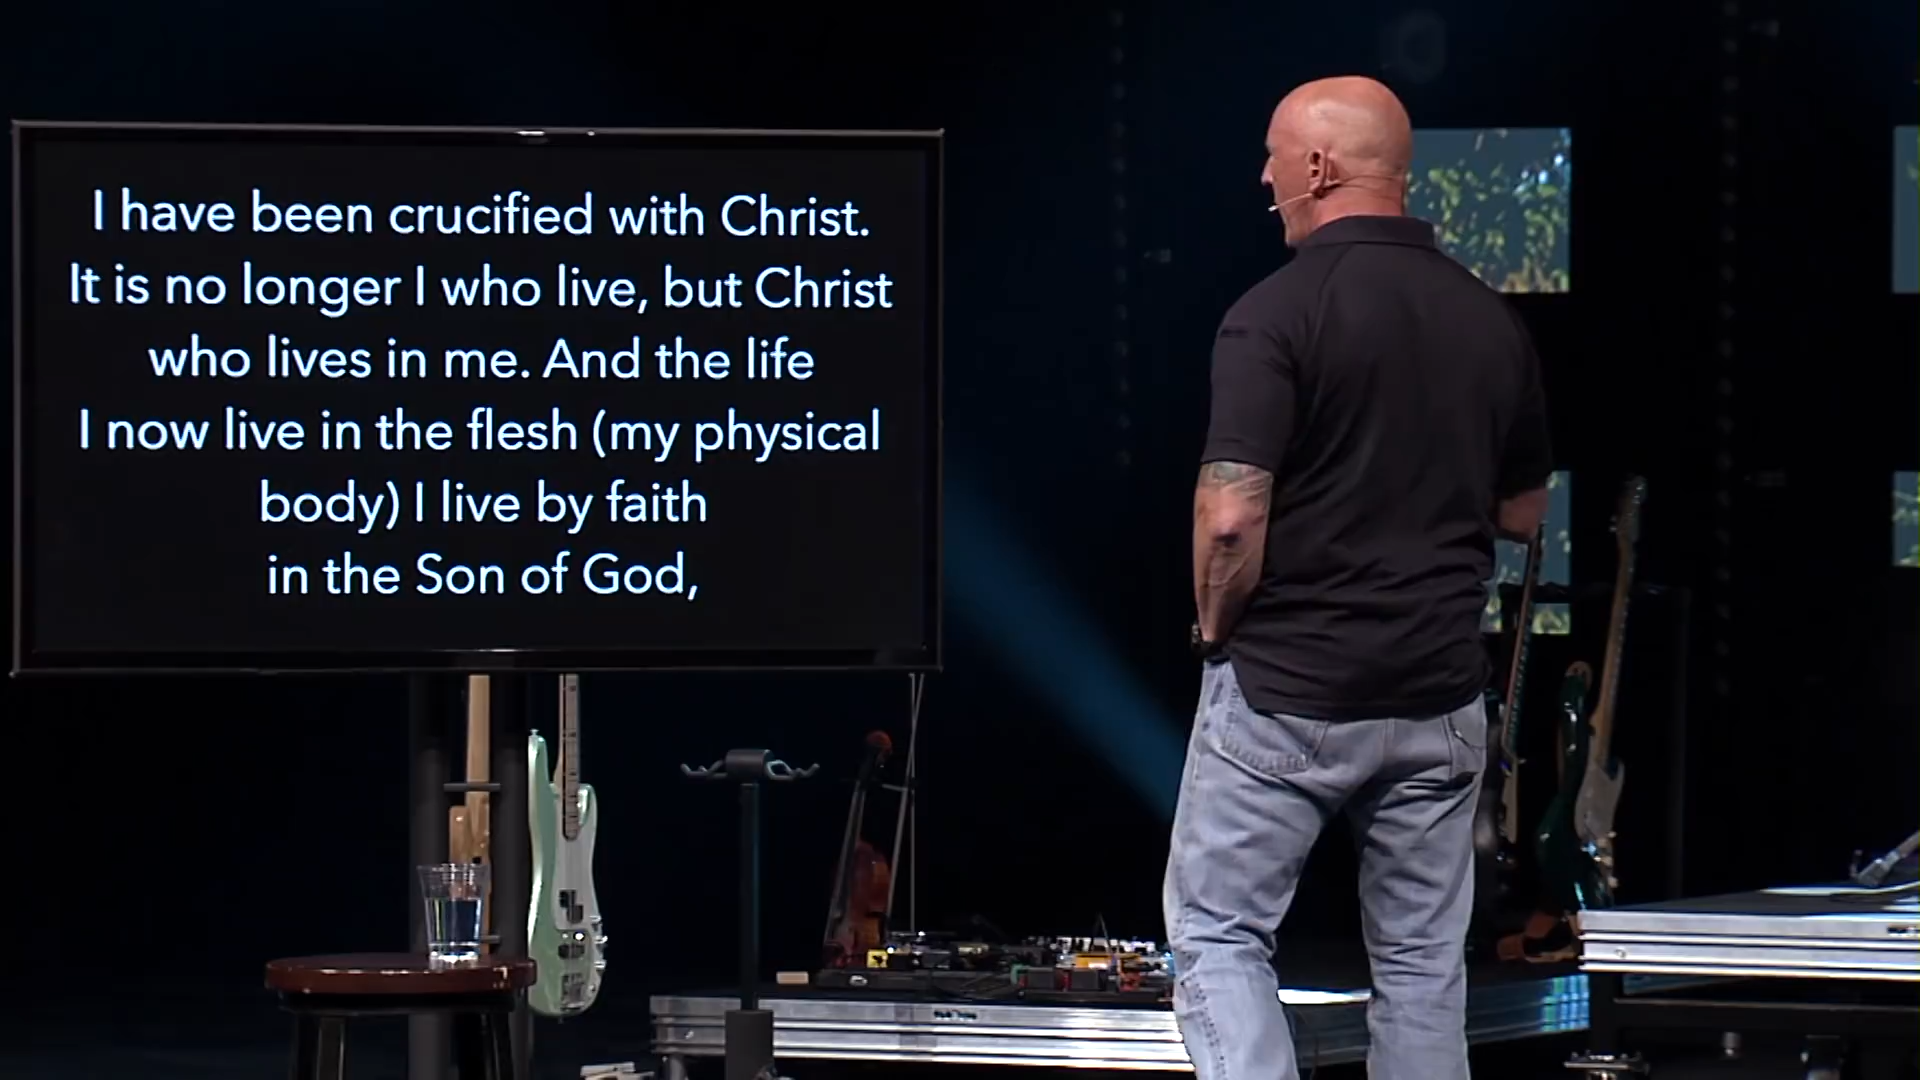 I have been crucified with Christ.
It is no longer I who live, but Christ
who lives in me. And the life
I now live in the flesh (my physical
body) I live by faith
in the Son of God,